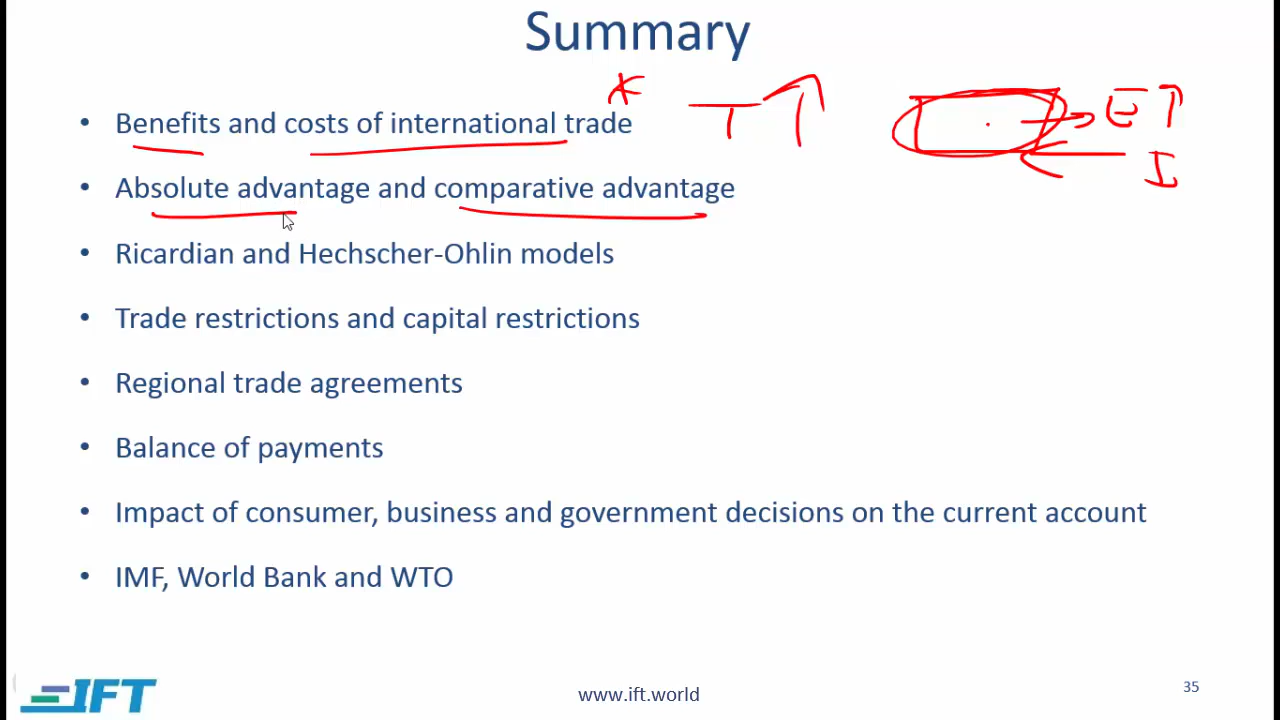 Summary
• Benefits and costs of international trade * T ↑ E ↑
I
• Absolute advantage and comparative advantage
• Ricardian and Hechscher-Ohlin models
• Trade restrictions and capital restrictions
• Regional trade agreements
• Balance of payments
• Impact of consumer, business and government decisions on the current account
• IMF, World Bank and WTO
IFT
www.ift.world
35